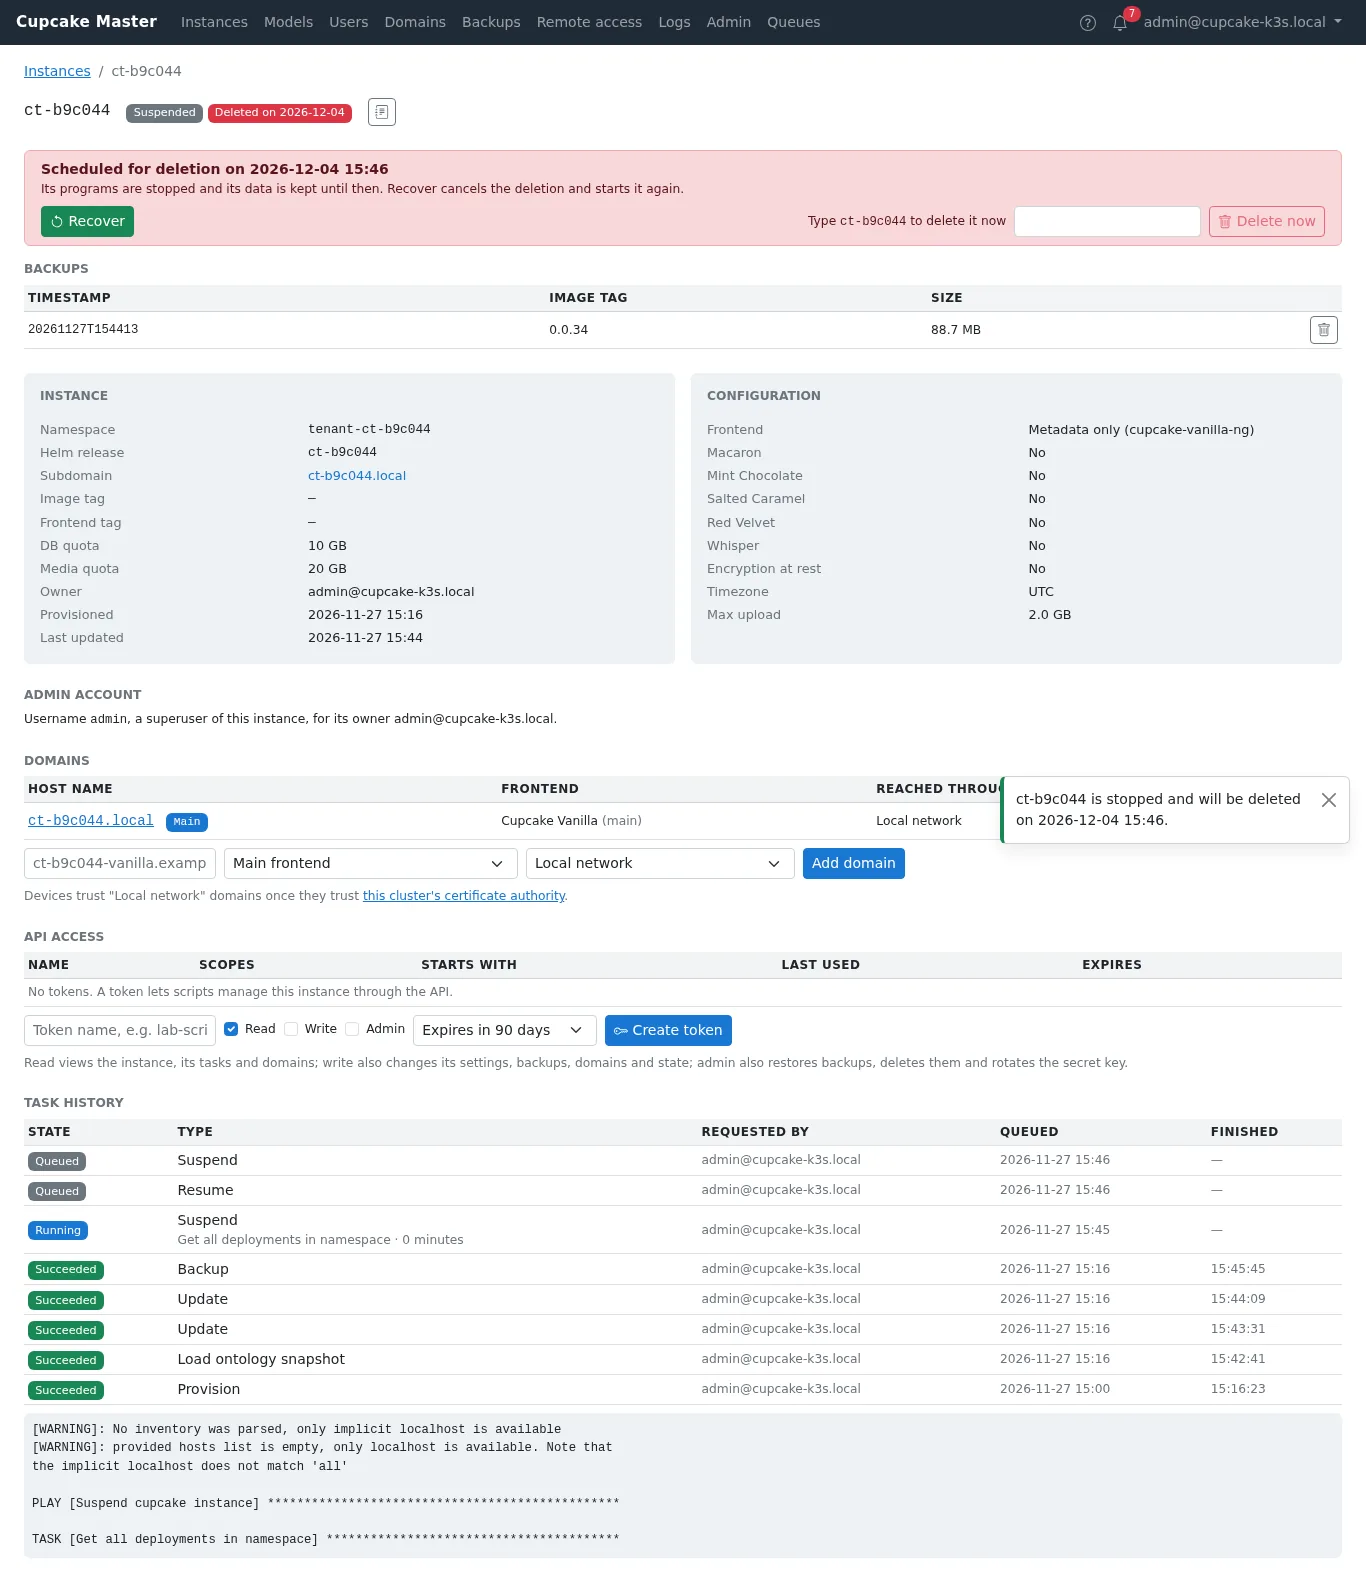 Cupcake Master Instances Models Users Domains Backups Remote access Logs Admin Queues 7 admin@cupcake-k3s.local
Instances / ct-b9c044
ct-b9c044 Suspended Deleted on 2026-12-04
Scheduled for deletion on 2026-12-04 15:46
Its programs are stopped and its data is kept until then. Recover cancels the deletion and starts it again.
Recover Type ct-b9c044 to delete it now Delete now
BACKUPS
TIMESTAMP IMAGE TAG SIZE
20261127T154413 0.0.34 88.7 MB
INSTANCE
Namespace tenant-ct-b9c044
Helm release ct-b9c044
Subdomain ct-b9c044.local
Image tag —
Frontend tag —
DB quota 10 GB
Media quota 20 GB
Owner admin@cupcake-k3s.local
Provisioned 2026-11-27 15:16
Last updated 2026-11-27 15:44
CONFIGURATION
Frontend Metadata only (cupcake-vanilla-ng)
Macaron No
Mint Chocolate No
Salted Caramel No
Red Velvet No
Whisper No
Encryption at rest No
Timezone UTC
Max upload 2.0 GB
ADMIN ACCOUNT
Username admin, a superuser of this instance, for its owner admin@cupcake-k3s.local.
DOMAINS
HOST NAME FRONTEND REACHED
ct-b9c044.local Main Cupcake Vanilla (main) Local network
ct-b9c044 is stopped and will be deleted
on 2026-12-04 15:46.
ct-b9c044-vanilla.examp Main frontend Local network Add domain
Devices trust "Local network" domains once they trust this cluster's certificate authority.
API ACCESS
NAME SCOPES STARTS WITH LAST USED EXPIRES
No tokens. A token lets scripts manage this instance through the API.
Token name, e.g. lab-scri Read Write Admin Expires in 90 days Create token
Read views the instance, its tasks and domains; write also changes its settings, backups, domains and state; admin also restores backups, deletes them and rotates the secret key.
TASK HISTORY
STATE TYPE REQUESTED BY QUEUED FINISHED
Queued Suspend admin@cupcake-k3s.local 2026-11-27 15:46 —
Queued Resume admin@cupcake-k3s.local 2026-11-27 15:46 —
Running Suspend admin@cupcake-k3s.local 2026-11-27 15:45 —
Get all deployments in namespace · 0 minutes
Succeeded Backup admin@cupcake-k3s.local 2026-11-27 15:16 15:45:45
Succeeded Update admin@cupcake-k3s.local 2026-11-27 15:16 15:44:09
Succeeded Update admin@cupcake-k3s.local 2026-11-27 15:16 15:43:31
Succeeded Load ontology snapshot admin@cupcake-k3s.local 2026-11-27 15:16 15:42:41
Succeeded Provision admin@cupcake-k3s.local 2026-11-27 15:00 15:16:23
[WARNING]: No inventory was parsed, only implicit localhost is available
[WARNING]: provided hosts list is empty, only localhost is available. Note that
the implicit localhost does not match 'all'
PLAY [Suspend cupcake instance] ************************************************
TASK [Get all deployments in namespace] ****************************************